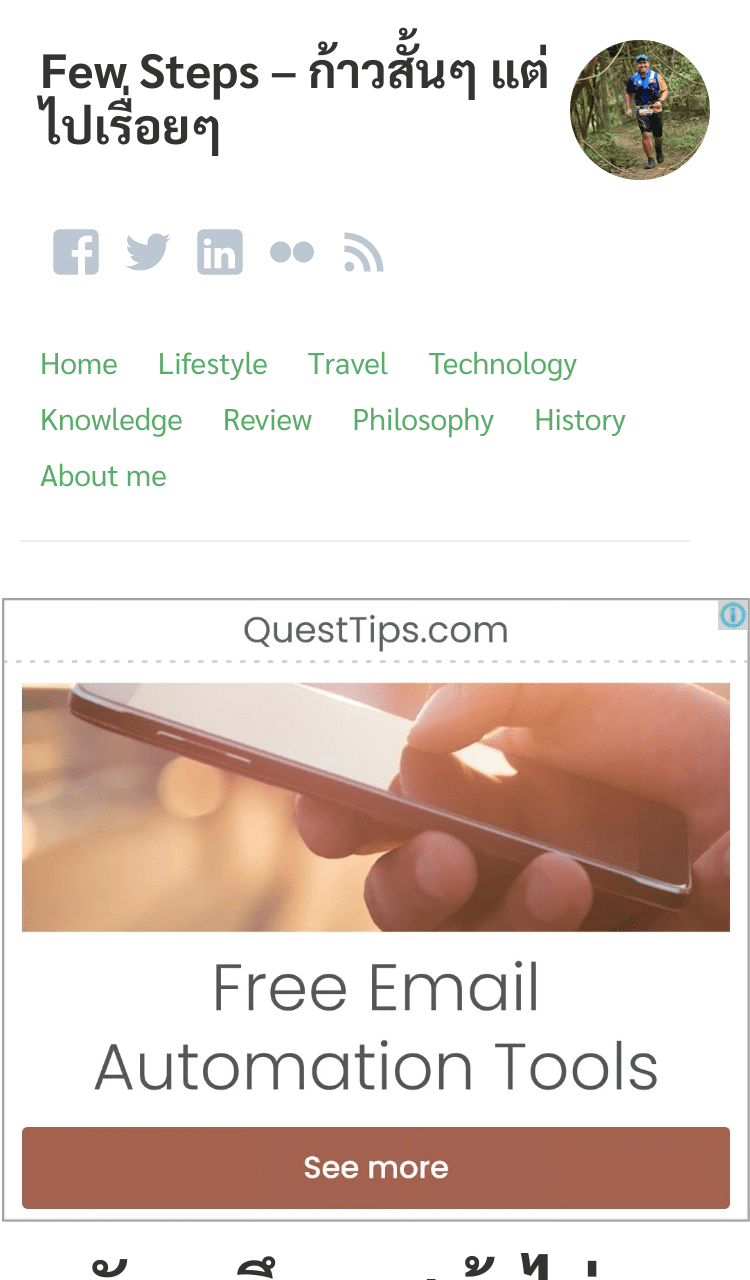 Few Steps – ก้าวสั้นๆ แต่
ไปเรื่อยๆ
Home Lifestyle Travel Technology
Knowledge Review Philosophy History
About me
QuestTips.com
Free Email
Automation Tools
See more